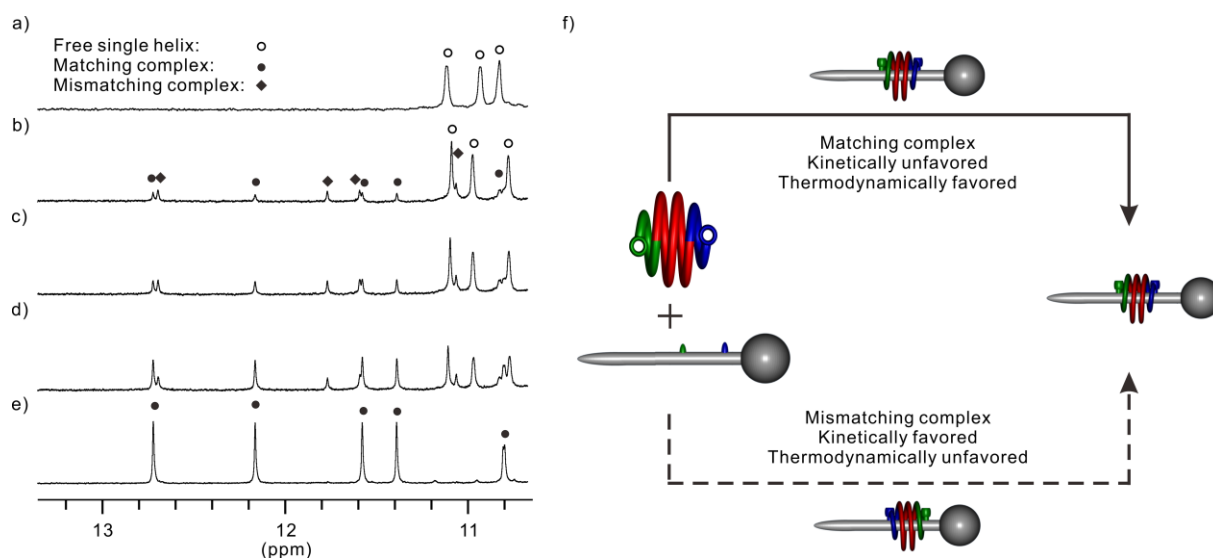 a)
Free single helix:
Matching complex:
Mismatching complex:
b)
c)
d)
e)
13 12 11
(ppm)
f)
Matching complex
Kinetically unfavored
Thermodynamically favored
+
Mismatching complex
Kinetically favored
Thermodynamically unfavored